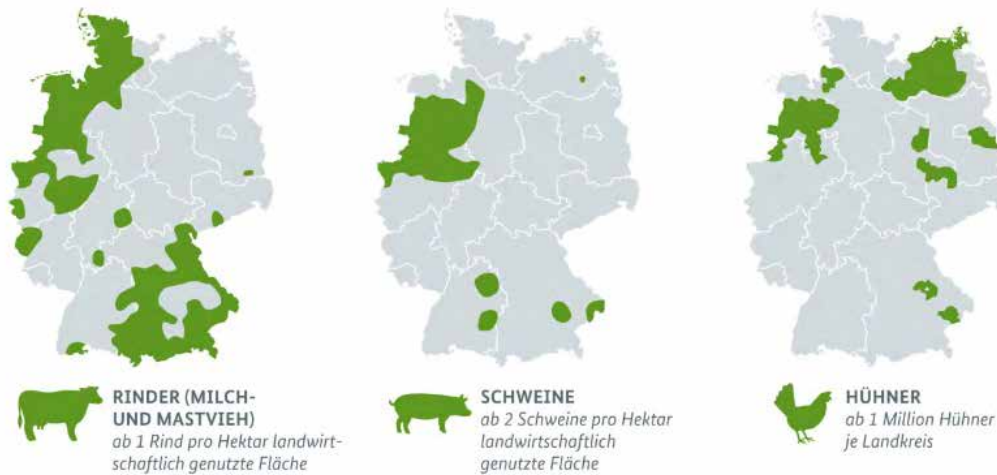 RINDER (MILCH-
UND MASTVIEH)
ab 1 Rind pro Hektar landwirt-
schaftlich genutzte Fläche
SCHWEINE
ab 2 Schweine pro Hektar
landwirtschaftlich
genutzte Fläche
HÜHNER
ab 1 Million Hühner
je Landkreis